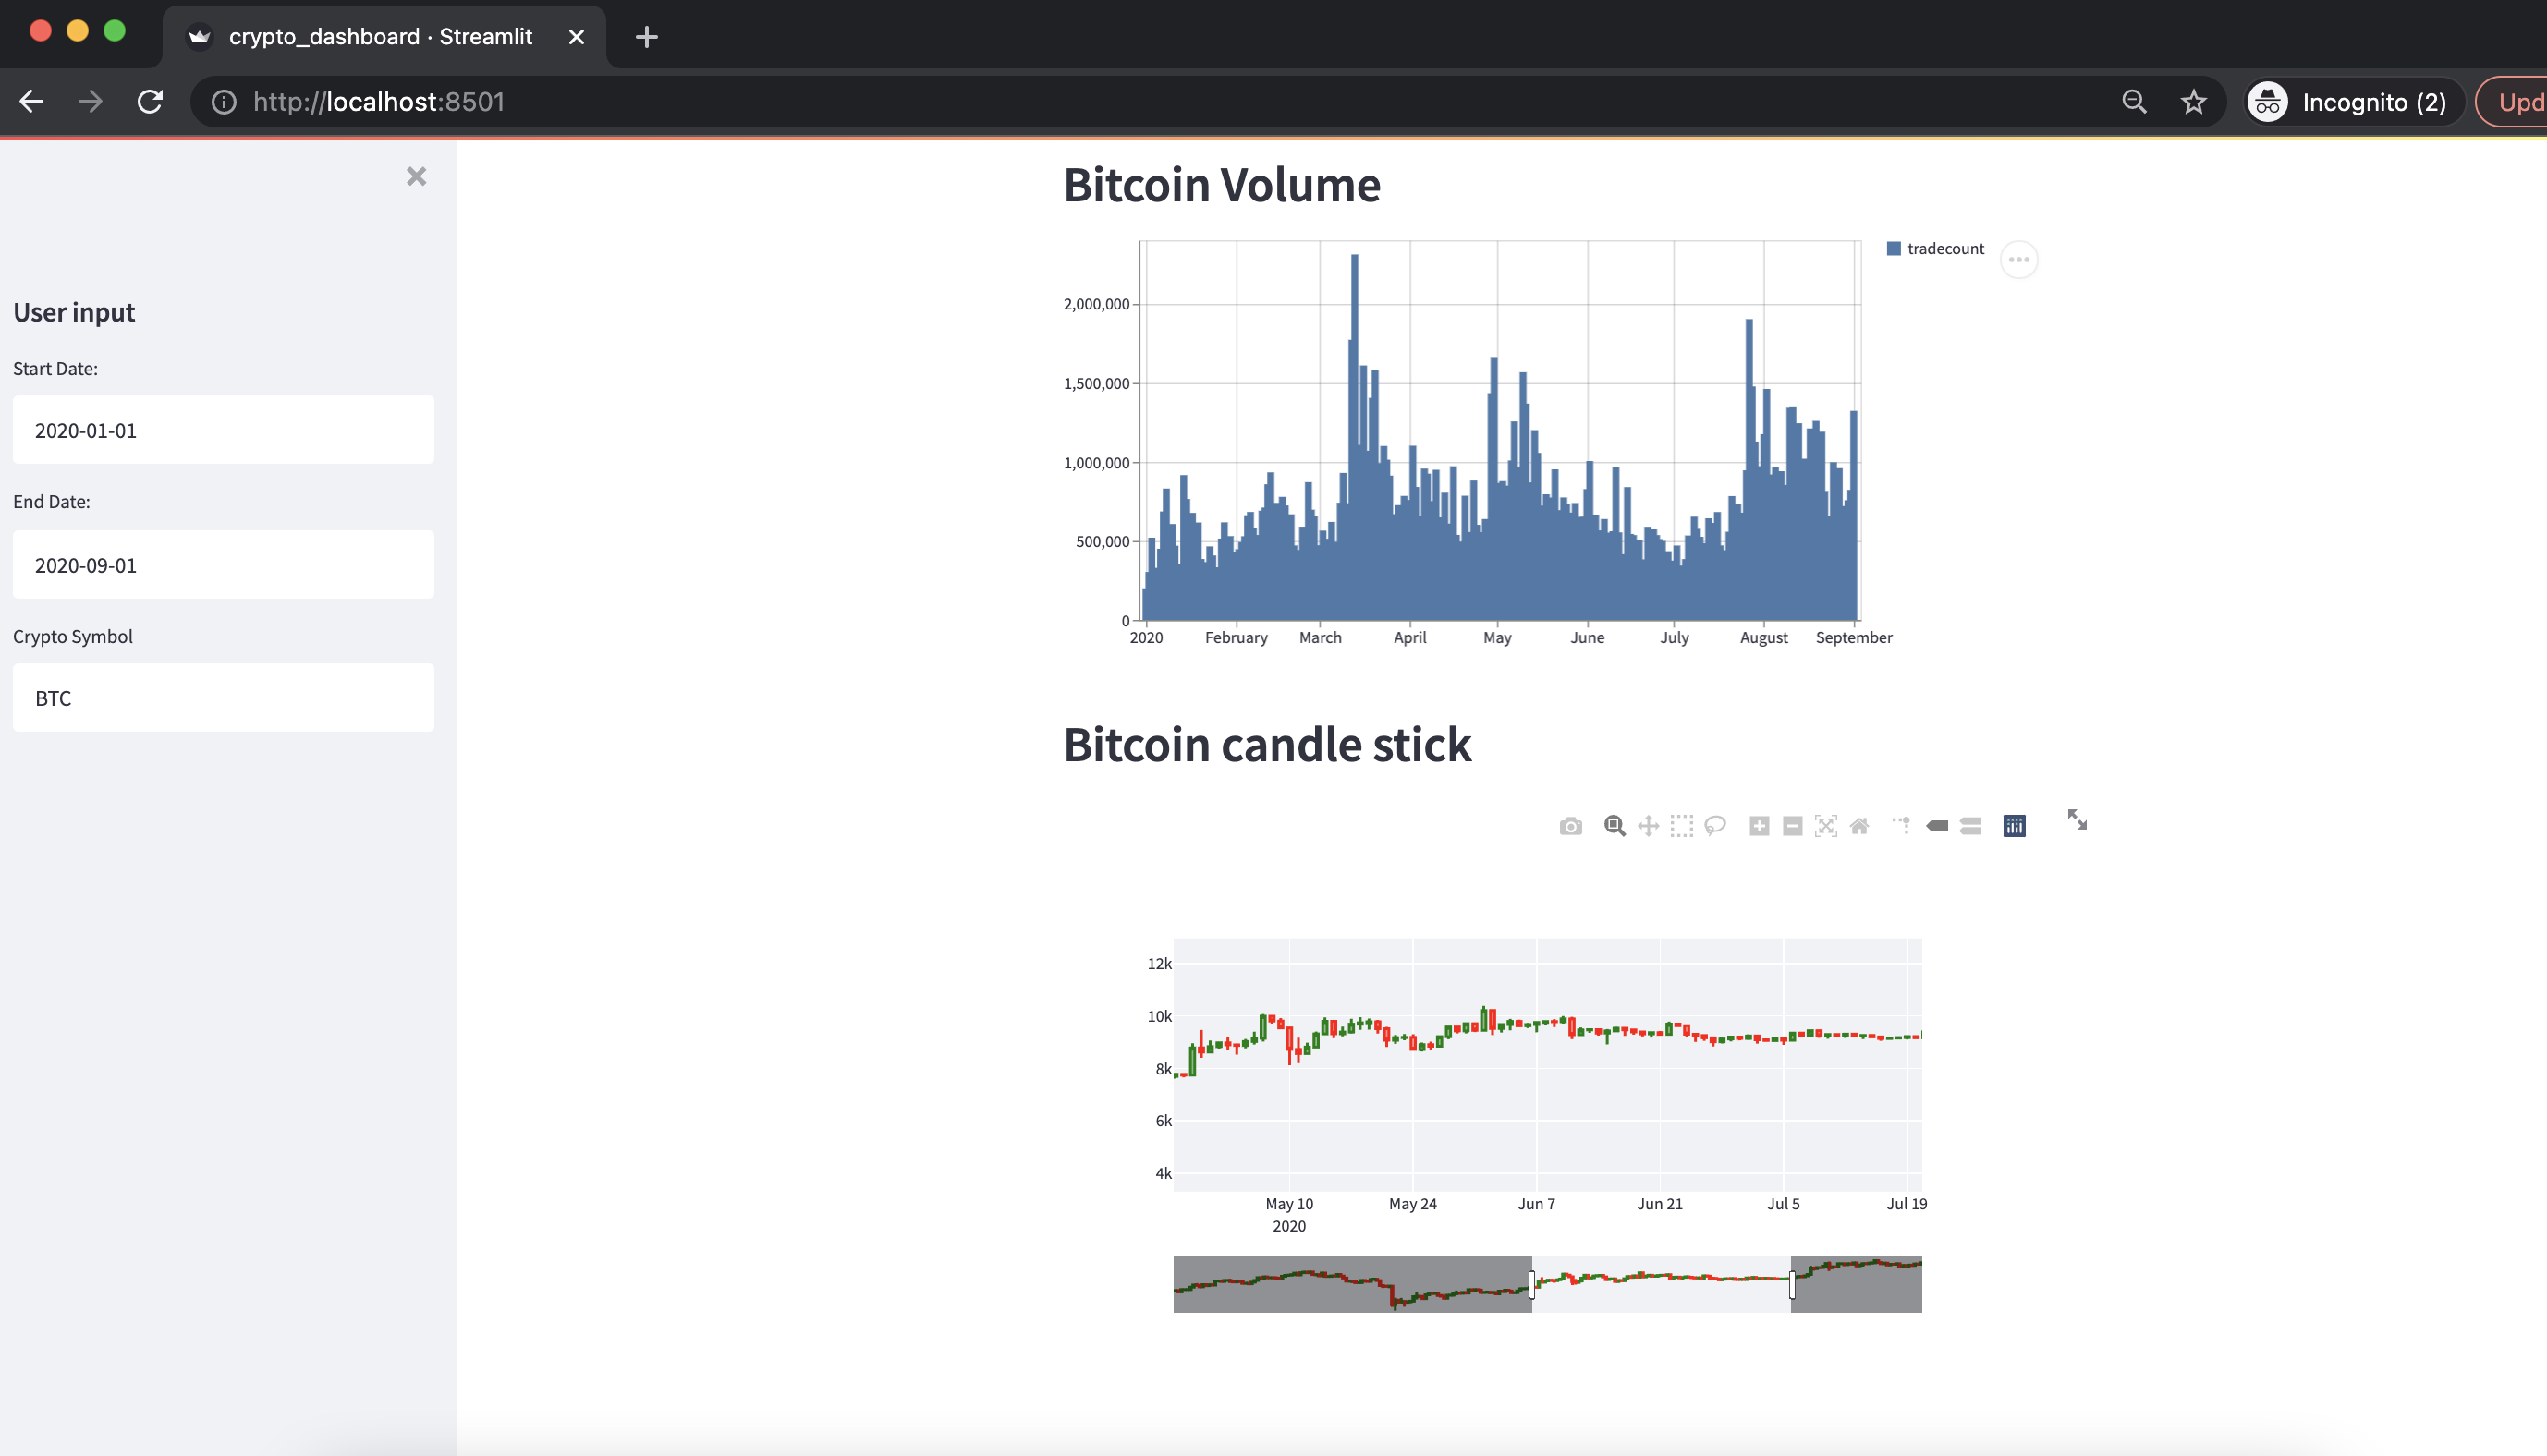 crypto_dashboard · Streamlit
http://localhost:8501
Incognito (2)
Upd
User input
Start Date:
2020-01-01
End Date:
2020-09-01
Crypto Symbol
BTC
Bitcoin Volume
tradecount
2,000,000
1,500,000
1,000,000
500,000
0
2020 February March April May June July August September
Bitcoin candle stick
12k
10k
8k
6k
4k
May 10 May 24 Jun 7 Jun 21 Jul 5 Jul 19
2020